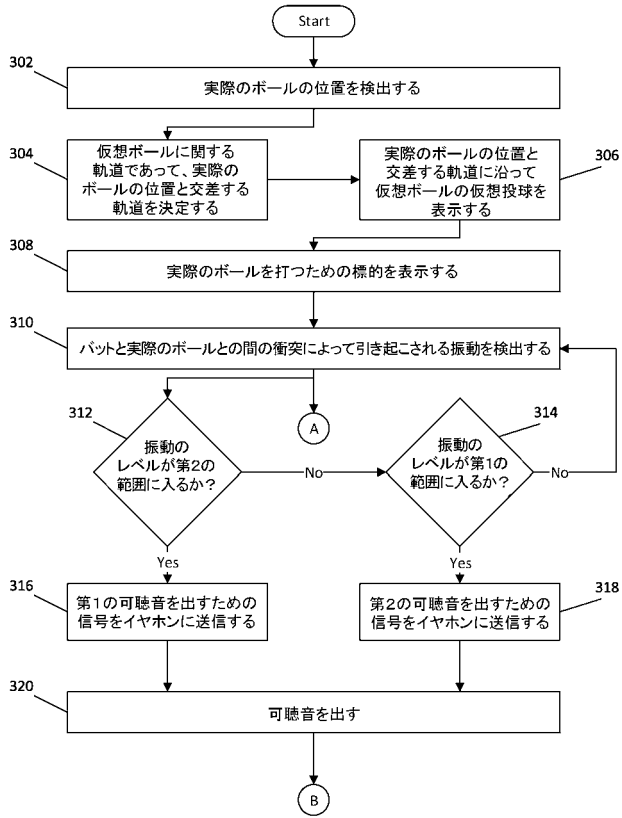 Start
302
実際のボールの位置を検出する
304
仮想ボールに関する
軌道であって、実際の
ボールの位置と交差する
軌道を決定する
実際のボールの位置と
交差する軌道に沿って
仮想ボールの仮想投球を
表示する
306
308
実際のボールを打つための標的を表示する
310
バットと実際のボールとの間の衝突によって引き起こされる振動を検出する
312
A
314
振動の
レベルが第2の
範囲に入るか？
No
振動の
レベルが第1の
範囲に入るか？
No
Yes
Yes
316
第1の可聴音を出すための
信号をイヤホンに送信する
第2の可聴音を出すための
信号をイヤホンに送信する
318
320
可聴音を出す
B